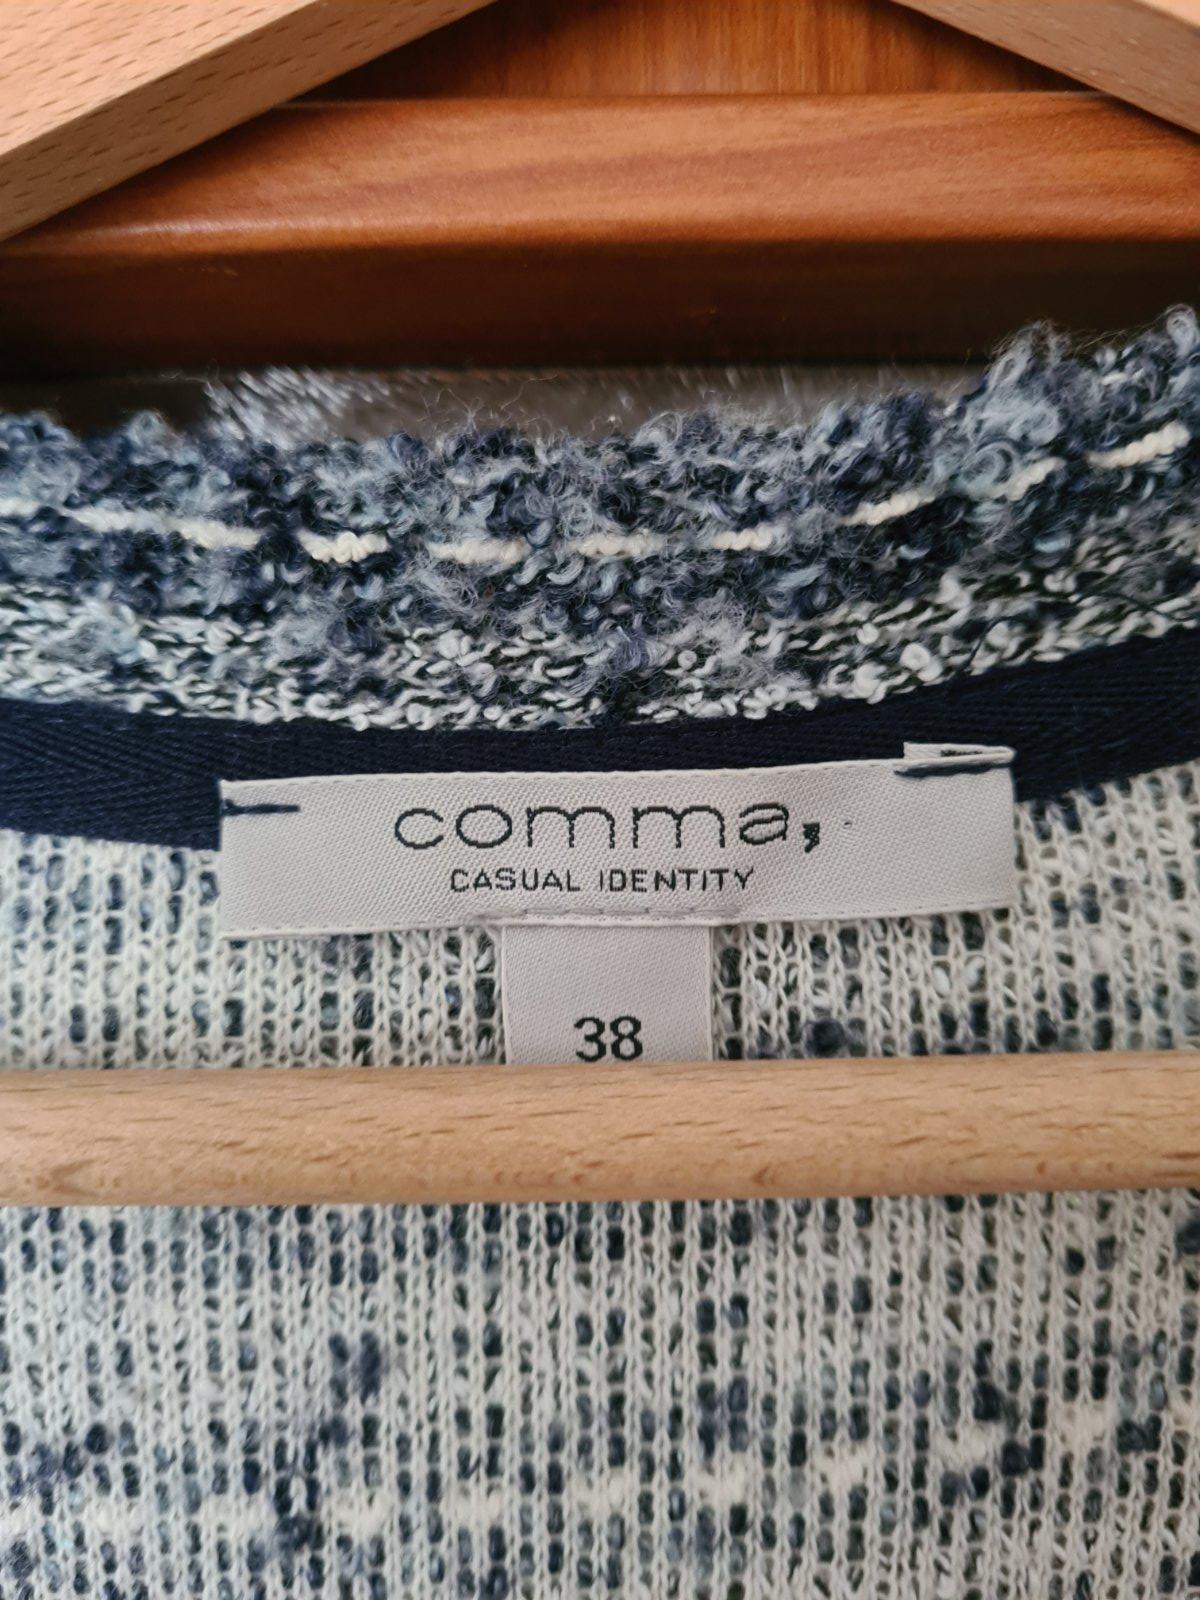 comma,
CASUAL IDENTITY
38